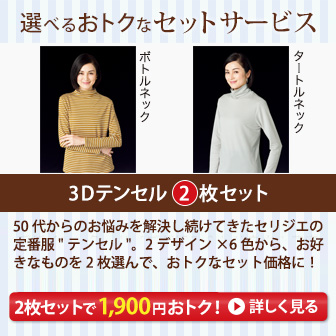 選べるおトクなセットサービス
ボトルネック
タートルネック
3Dテンセル2枚セット
50代からのお悩みを解決し続けてきたセリジエの
定番服"テンセル"。2デザイン×6色から、お好
きなものを2枚選んで、おトクなセット価格に!
2枚セットで1,900円おトク! 詳しく見る